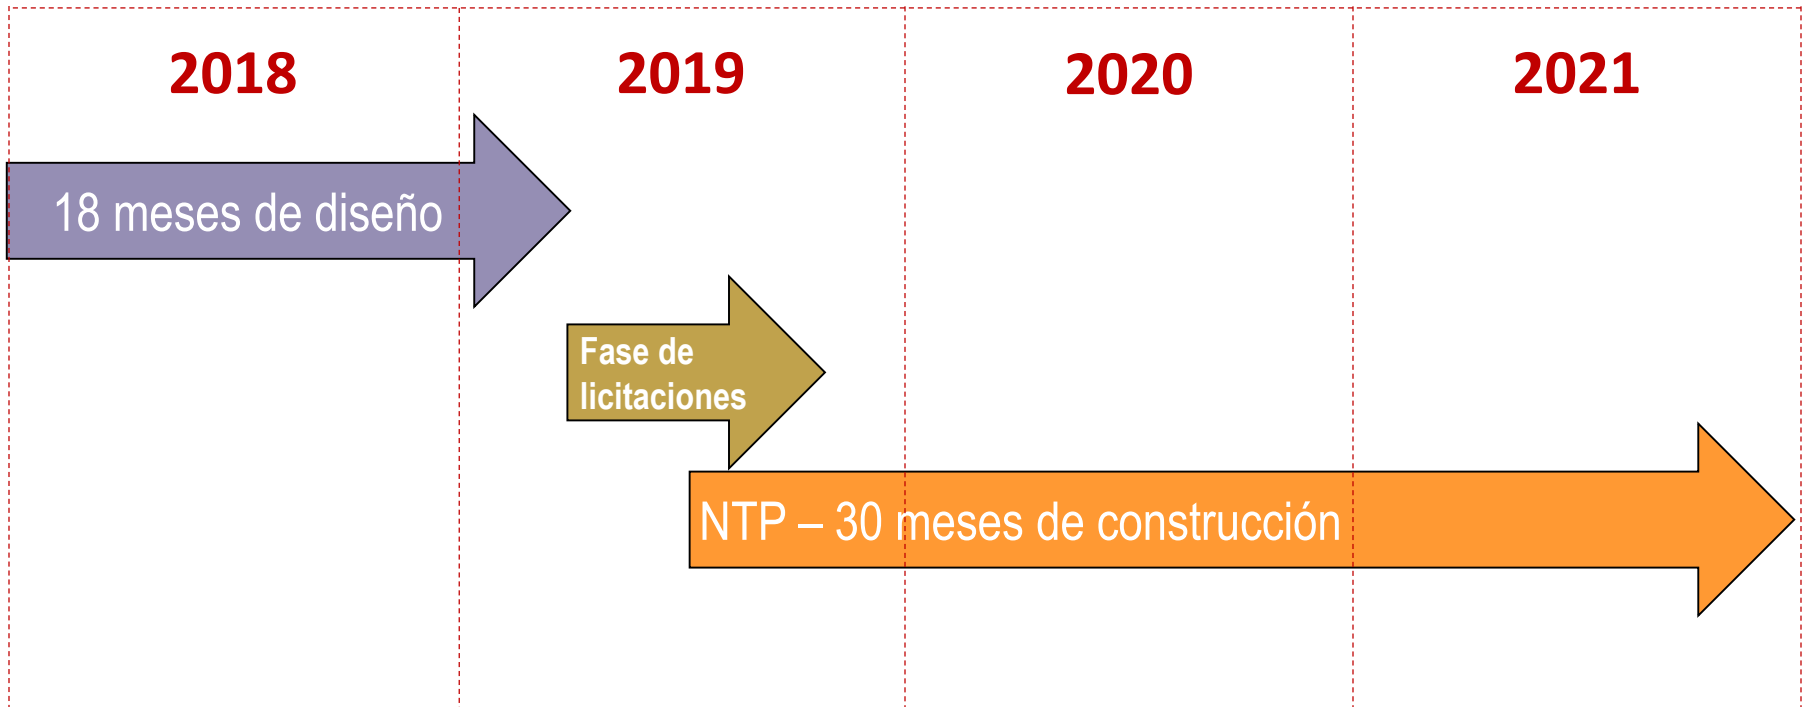 2018
2019
2020
2021
18 meses de diseño
Fase de
licitaciones
NTP – 30 meses de construcción